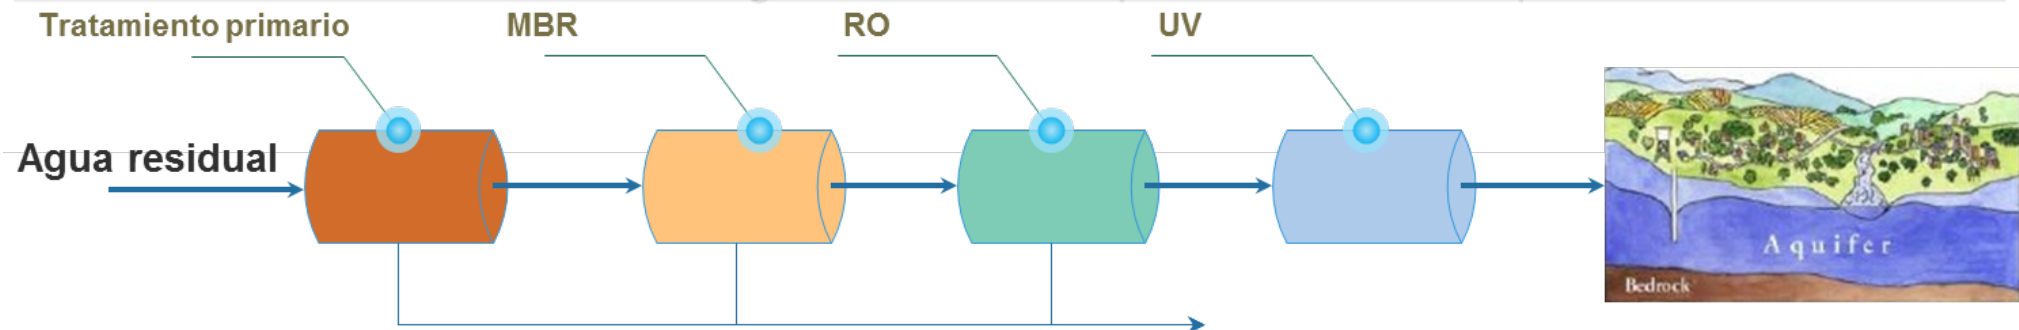 Tratamiento primario
MBR
RO
UV
Agua residual
Aquifer
Bedrock